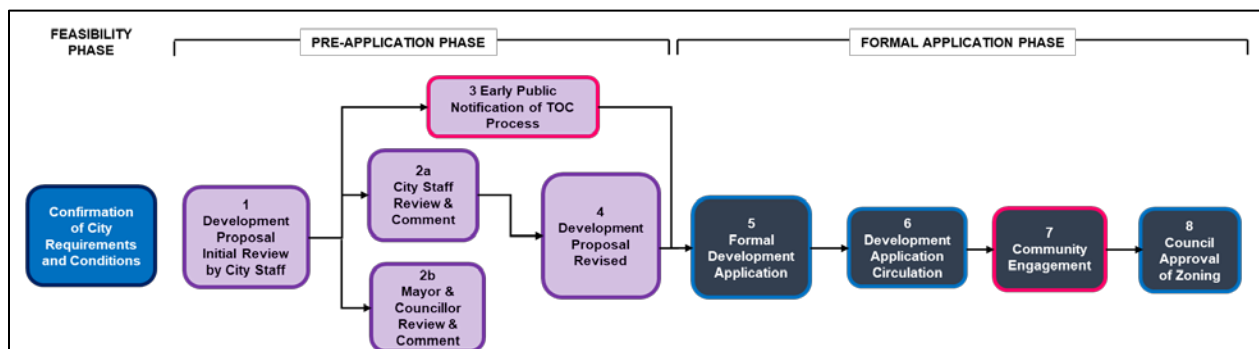 FEASIBILITY
PHASE
PRE-APPLICATION PHASE
FORMAL APPLICATION PHASE
Confirmation
of City
Requirements
and Conditions
1
Development
Proposal
Initial Review
by City Staff
3 Early Public
Notification of TOC
Process
2a
City Staff
Review &
Comment
2b
Mayor &
Councillor
Review &
Comment
4
Development
Proposal
Revised
5
Formal
Development
Application
6
Development
Application
Circulation
7
Community
Engagement
8
Council
Approval
of Zoning